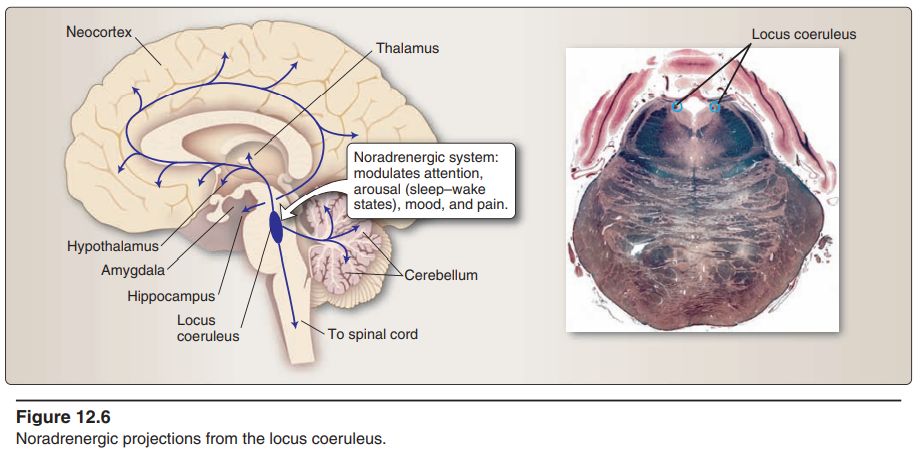 Neocortex
Thalamus
Noradrenergic system:
modulates attention,
arousal (sleep–wake
states), mood, and pain.
Hypothalamus
Amygdala
Hippocampus
Locus
coeruleus
Cerebellum
To spinal cord
Locus coeruleus
Figure 12.6
Noradrenergic projections from the locus coeruleus.